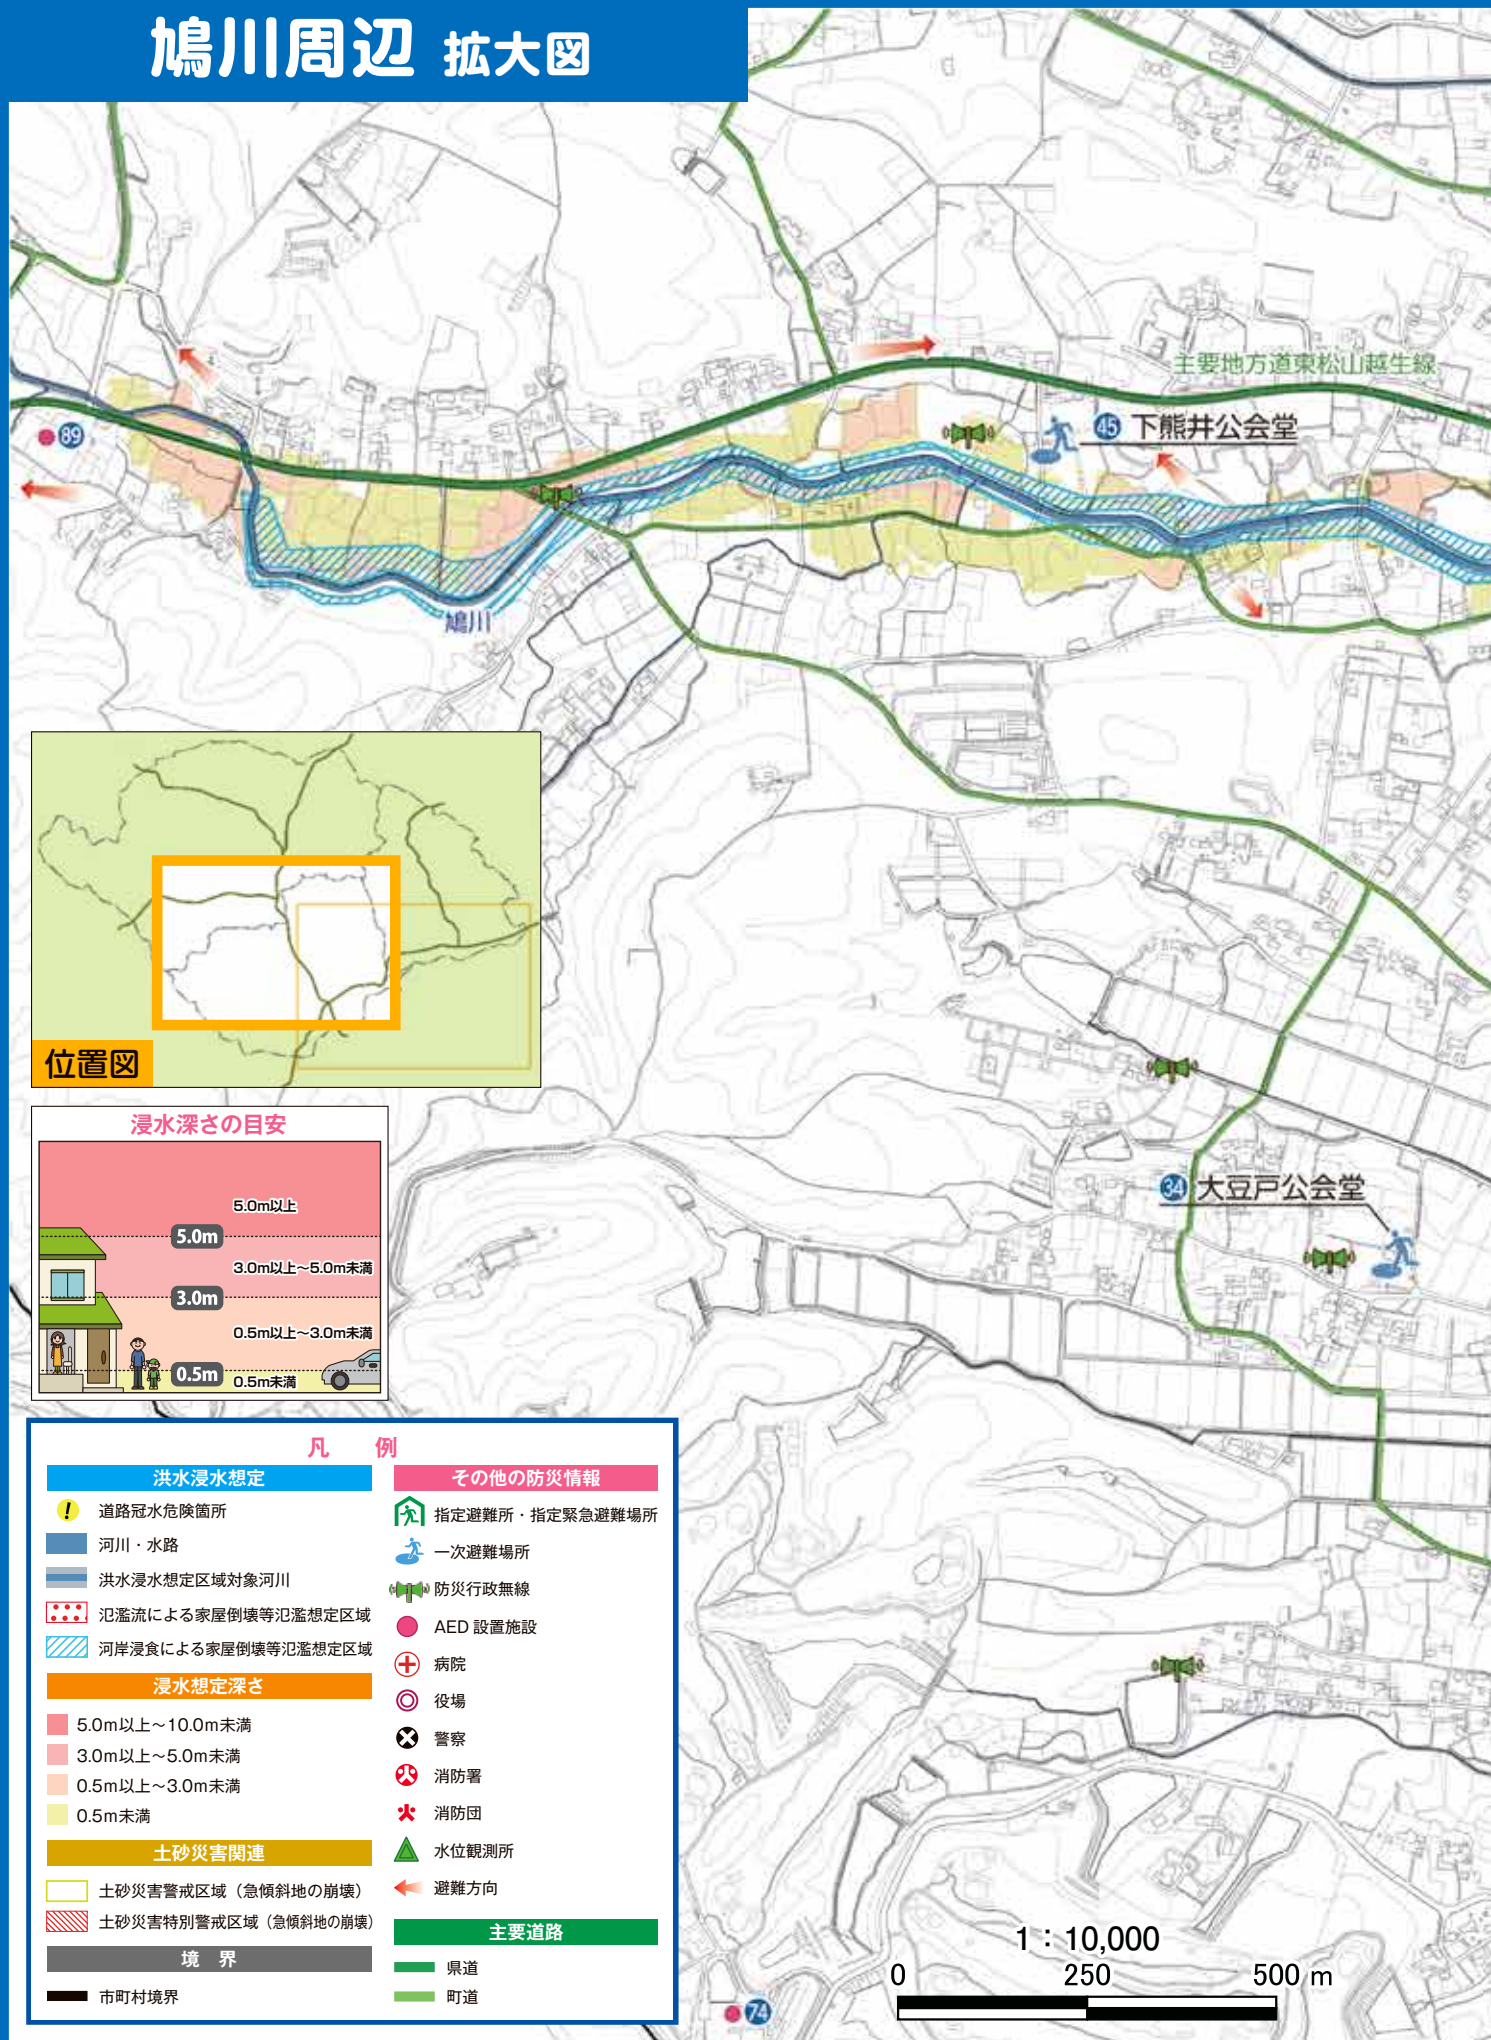 鳩川周辺 拡大図
主要地方道東松山越生線
89
45 下熊井公会堂
鳩川
位置図
34 大豆戸公会堂
浸水深さの目安
5.0m以上
5.0m
3.0m以上～5.0m未満
3.0m
0.5m以上～3.0m未満
0.5m
0.5m未満
凡 例
洪水浸水想定
道路冠水危険箇所
河川・水路
洪水浸水想定区域対象河川
氾濫流による家屋倒壊等氾濫想定区域
河岸浸食による家屋倒壊等氾濫想定区域
浸水想定深さ
5.0m以上～10.0m未満
3.0m以上～5.0m未満
0.5m以上～3.0m未満
0.5m未満
土砂災害関連
土砂災害警戒区域（急傾斜地の崩壊）
土砂災害特別警戒区域（急傾斜地の崩壊）
境 界
市町村境界
その他の防災情報
指定避難所・指定緊急避難場所
一次避難場所
防災行政無線
AED 設置施設
病院
役場
警察
消防署
消防団
水位観測所
避難方向
主要道路
県道
町道
1：10,000
0 250 500 m
74